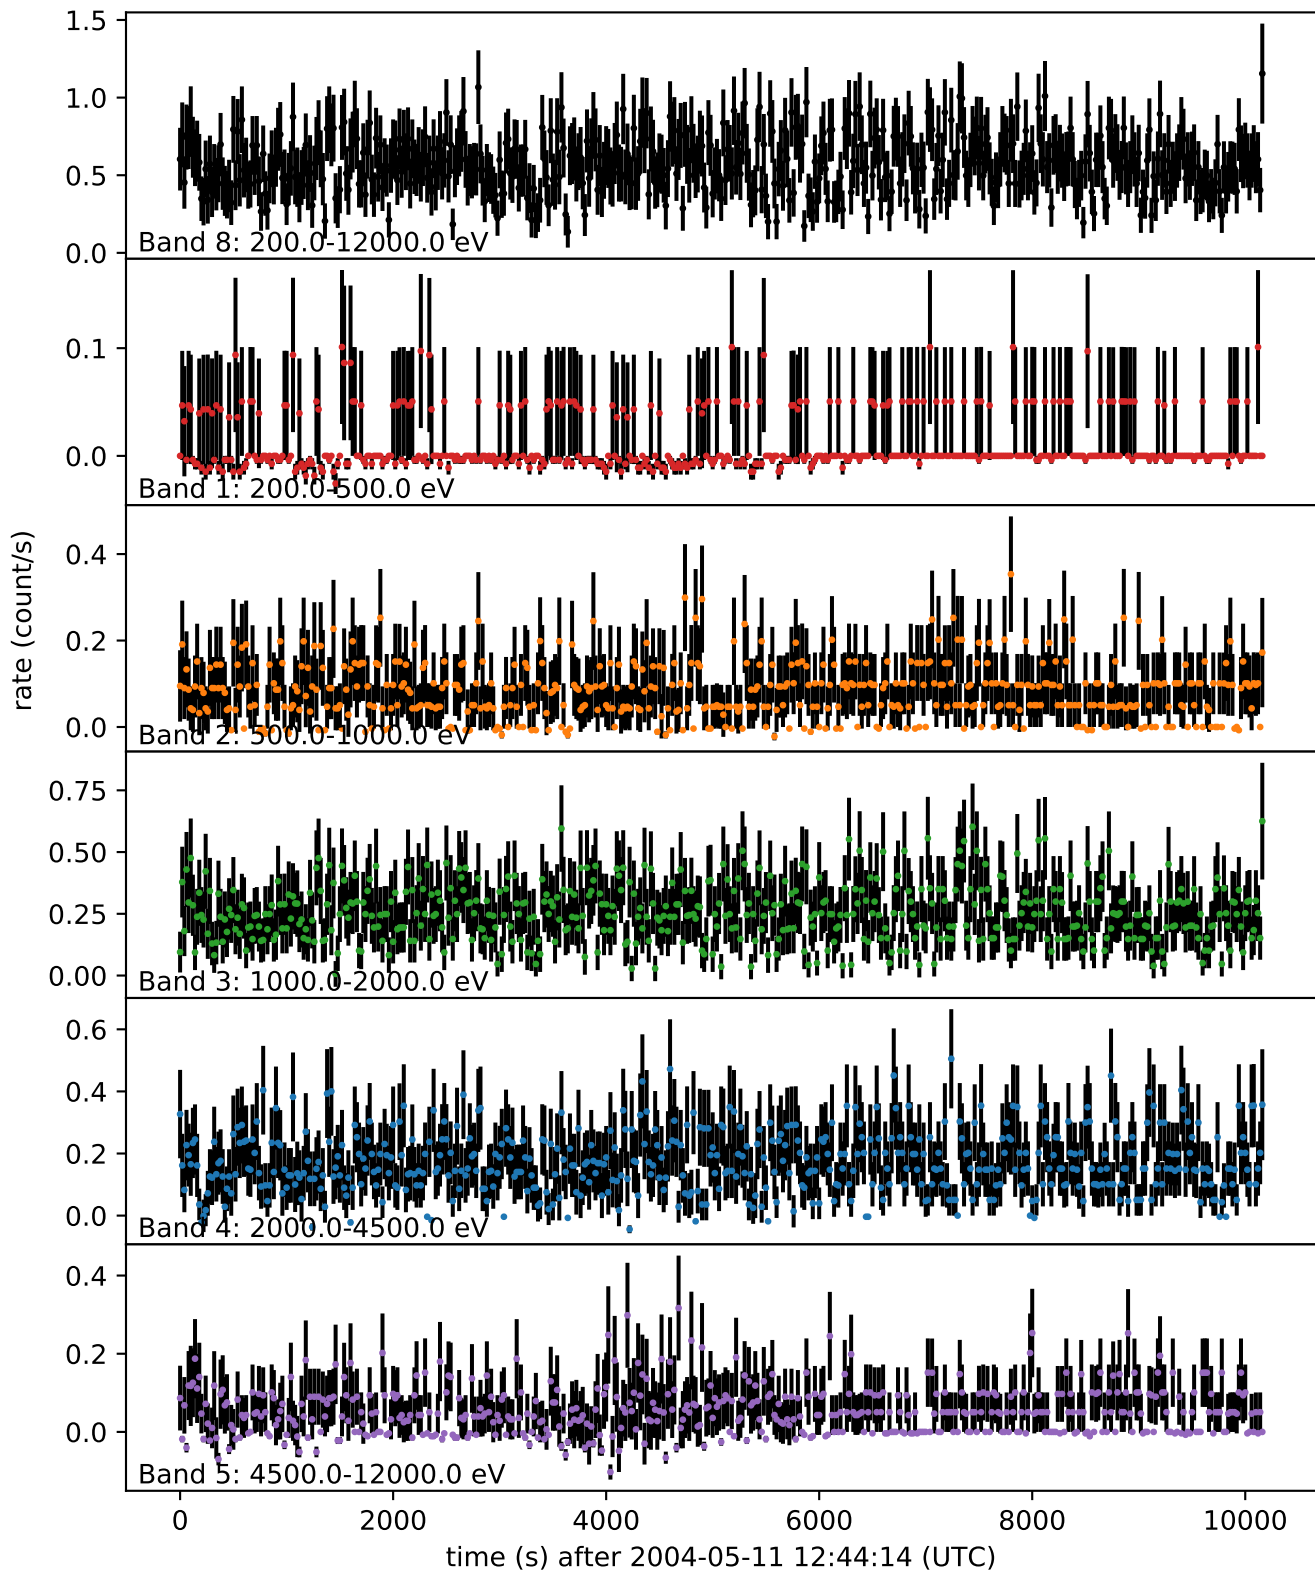 1.5
1.0
0.5
0.0
Band 8: 200.0-12000.0 eV
0.1
0.0
Band 1: 200.0-500.0 eV
0.4
0.2
0.0
Band 2: 500.0-1000.0 eV
rate (count/s)
0.75
0.50
0.25
0.00
Band 3: 1000.0-2000.0 eV
0.6
0.4
0.2
0.0
Band 4: 2000.0-4500.0 eV
0.4
0.2
0.0
Band 5: 4500.0-12000.0 eV
0 2000 4000 6000 8000 10000
time (s) after 2004-05-11 12:44:14 (UTC)